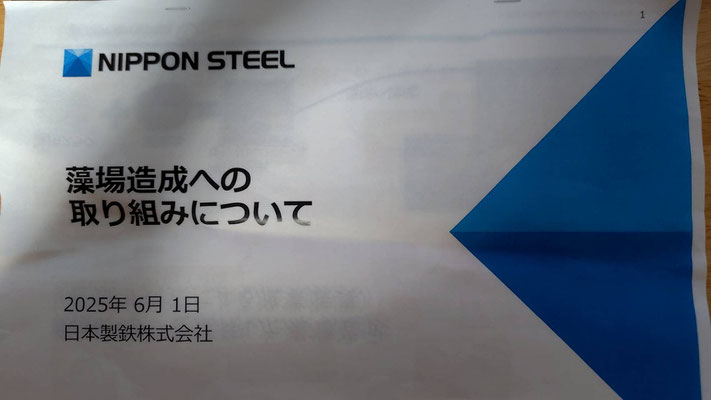 1
NIPPON STEEL
藻場造成への
取り組みについて
2025年 6月 1日
日本製鉄株式会社